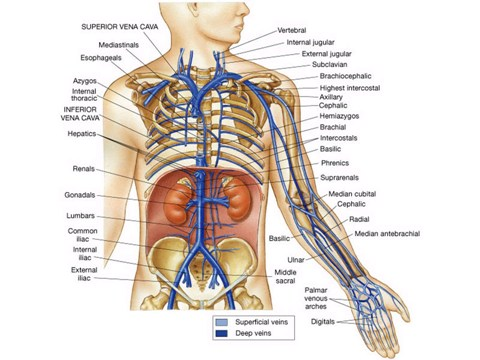 SUPERIOR VENA CAVA
Mediastinals
Esophageals
Azygos
Internal
thoracic
INFERIOR
VENA CAVA
Hepatics
Renals
Gonadals
Lumbars
Common
iliac
Internal
iliac
External
iliac
Vertebral
Internal jugular
External jugular
Subclavian
Brachiocephalic
Highest intercostal
Axillary
Cephalic
Hemiazygos
Brachial
Intercostals
Basilic
Phrenics
Suprarenals
Median cubital
Cephalic
Radial
Median antebrachial
Basilic
Ulnar
Middle
sacral
Palmar
venous
arches
Digitals
Superficial veins
Deep veins